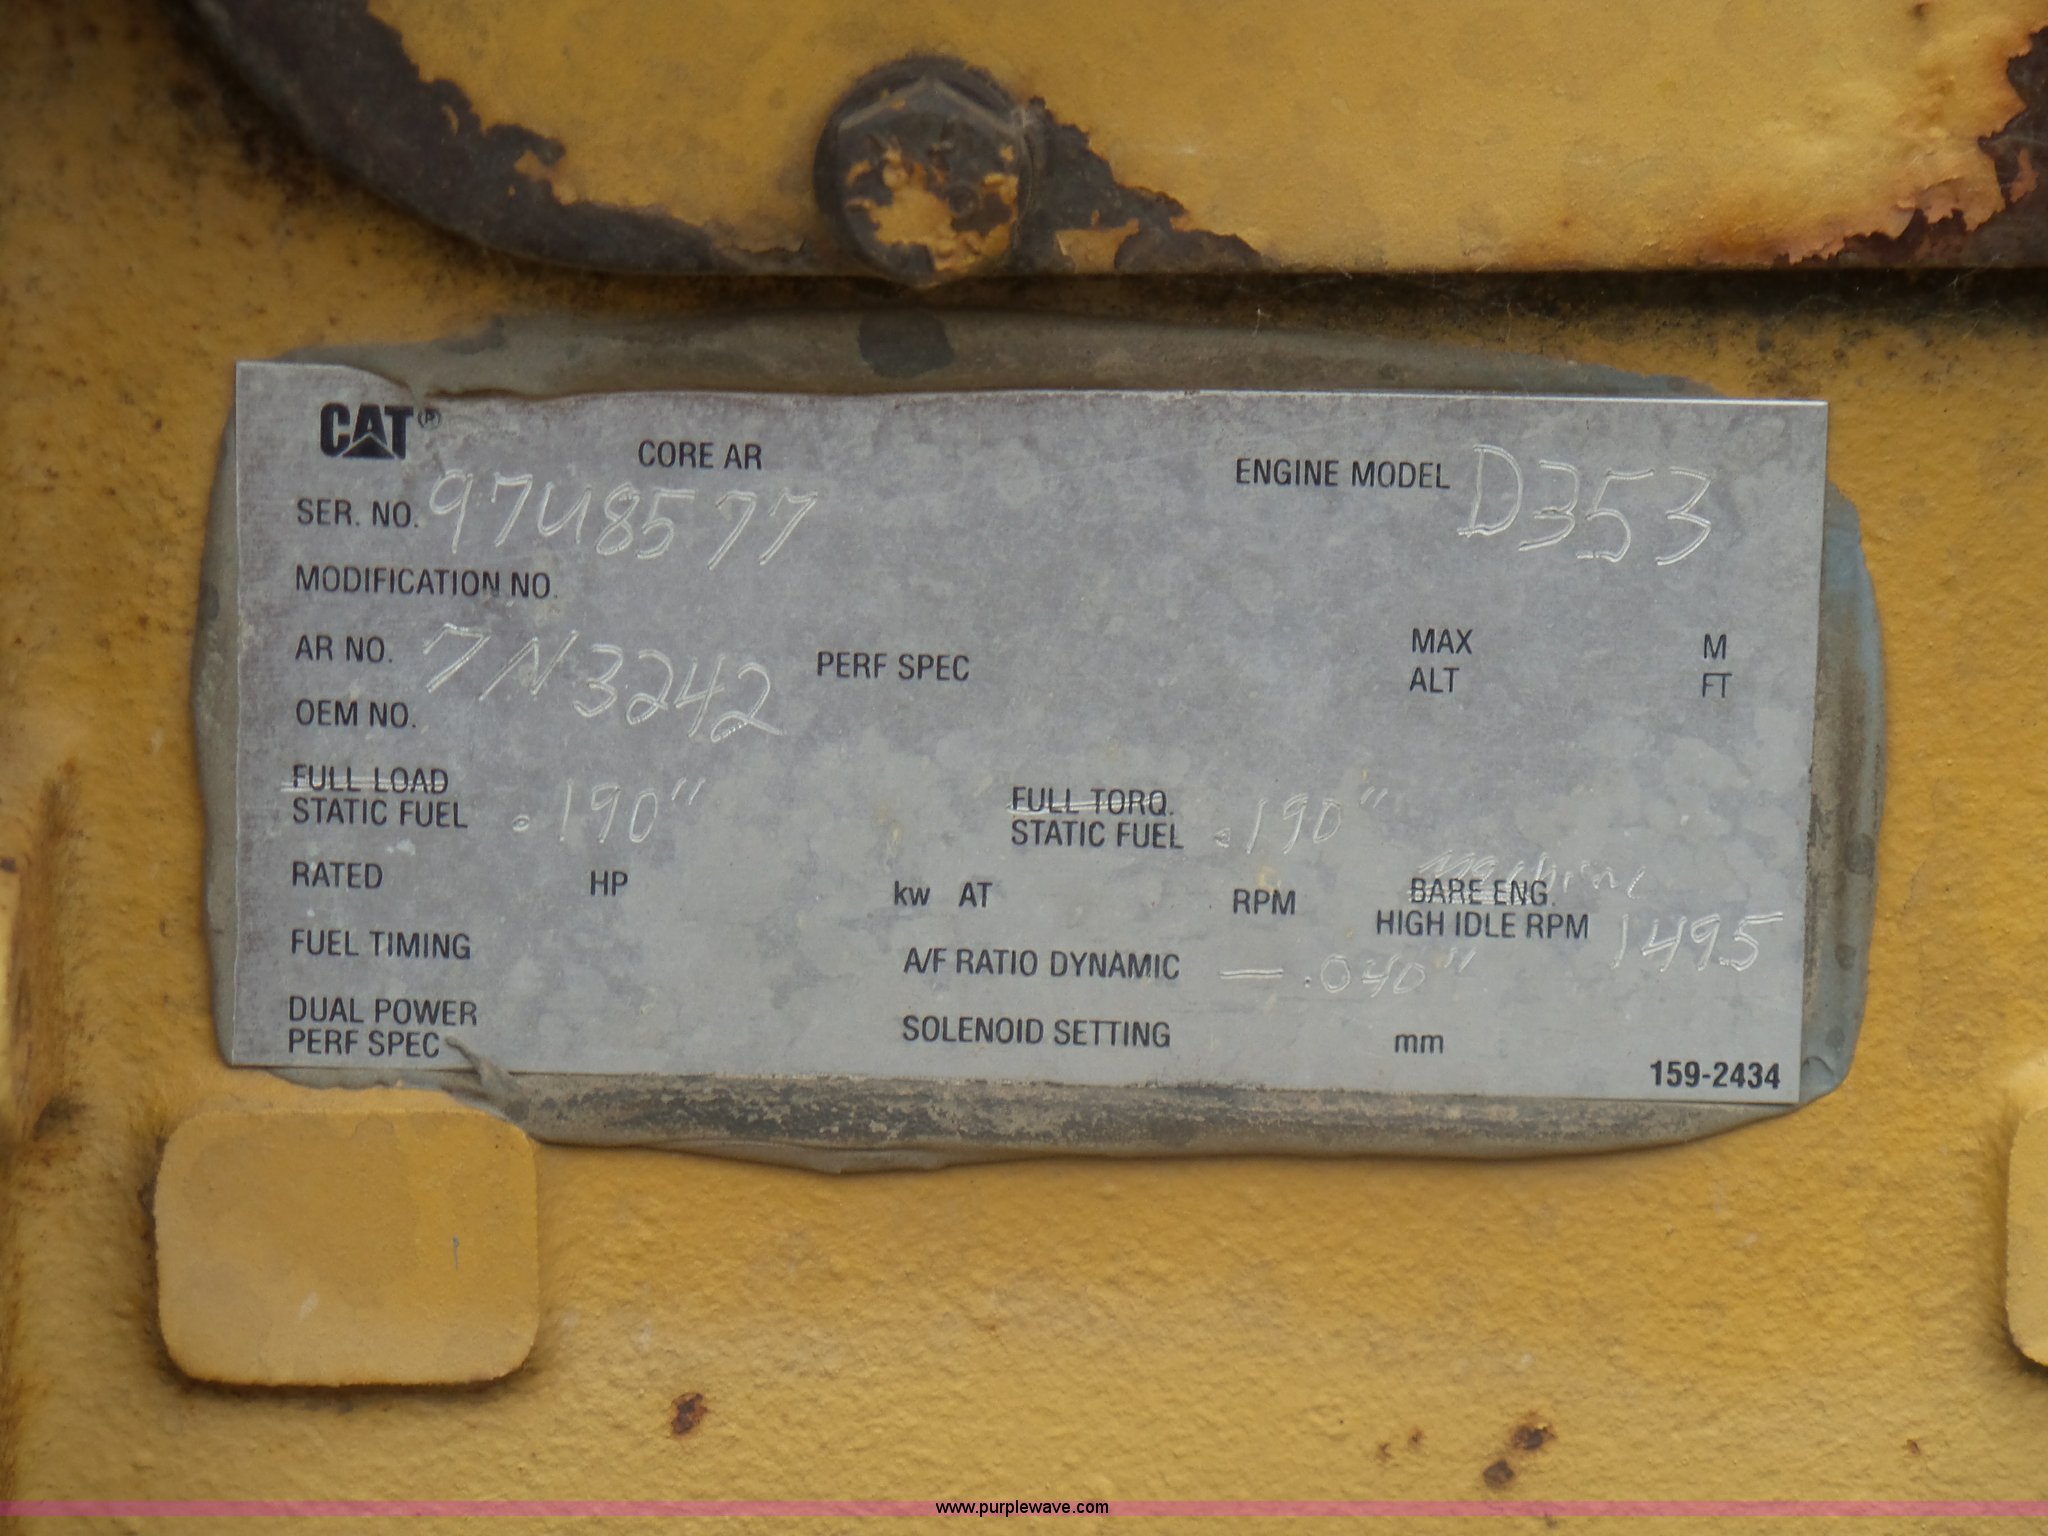 CAT®
CORE AR
ENGINE MODEL D353
SER. NO. 97U8577
MODIFICATION NO.
AR NO. 7N3242
PERF SPEC
MAX ALT
M FT
OEM NO.
FULL LOAD
STATIC FUEL .190"
FULL TORQ.
STATIC FUEL .190"
RATED HP kw AT RPM
Machine
BARE ENG.
HIGH IDLE RPM 1495
FUEL TIMING
A/F RATIO DYNAMIC — .040"
DUAL POWER
PERF SPEC
SOLENOID SETTING mm
159-2434
www.purplewave.com